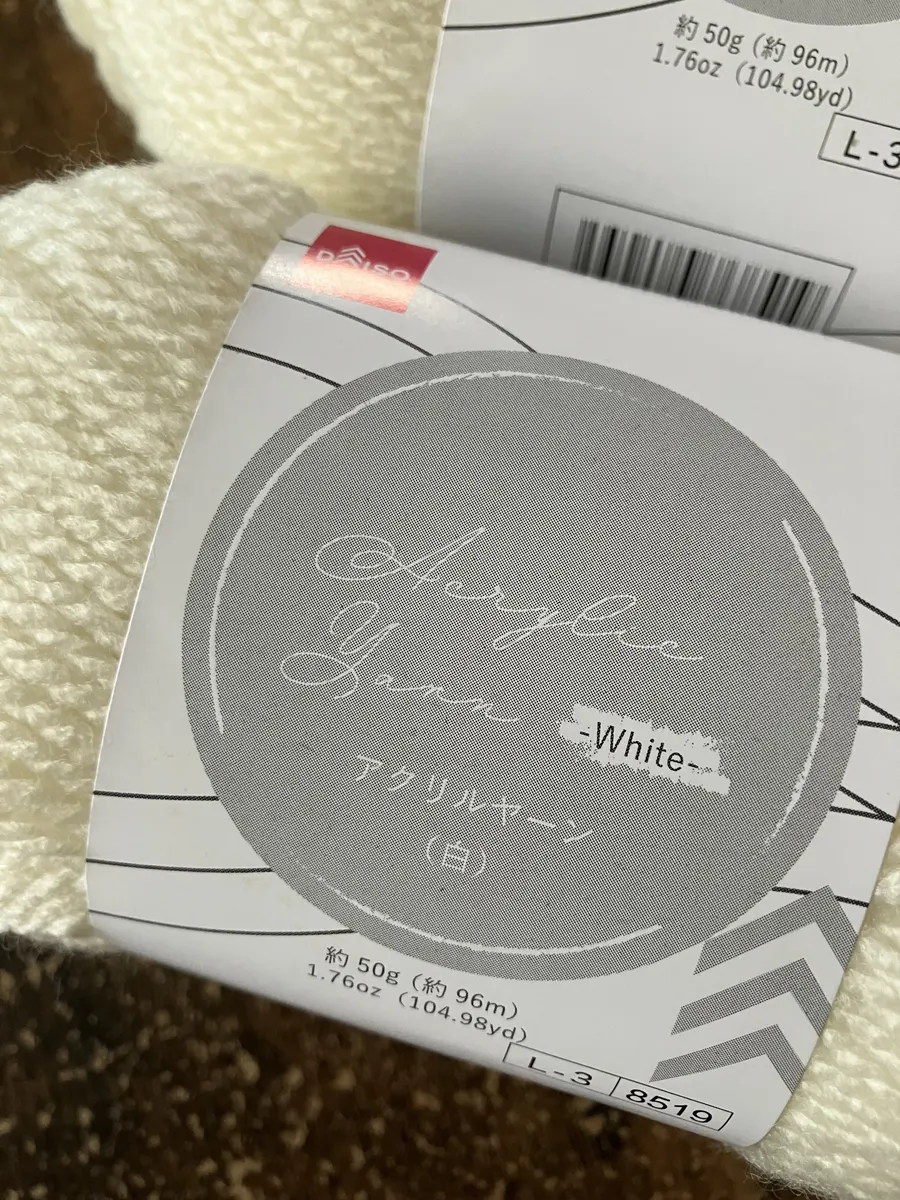 約 50g（約 96m）
1.76oz（104.98yd）
L-3
DAISO
Acrylic
Yarn
-White-
アクリルヤーン
（白）
約 50g（約 96m）
1.76oz（104.98yd）
L-3 8519